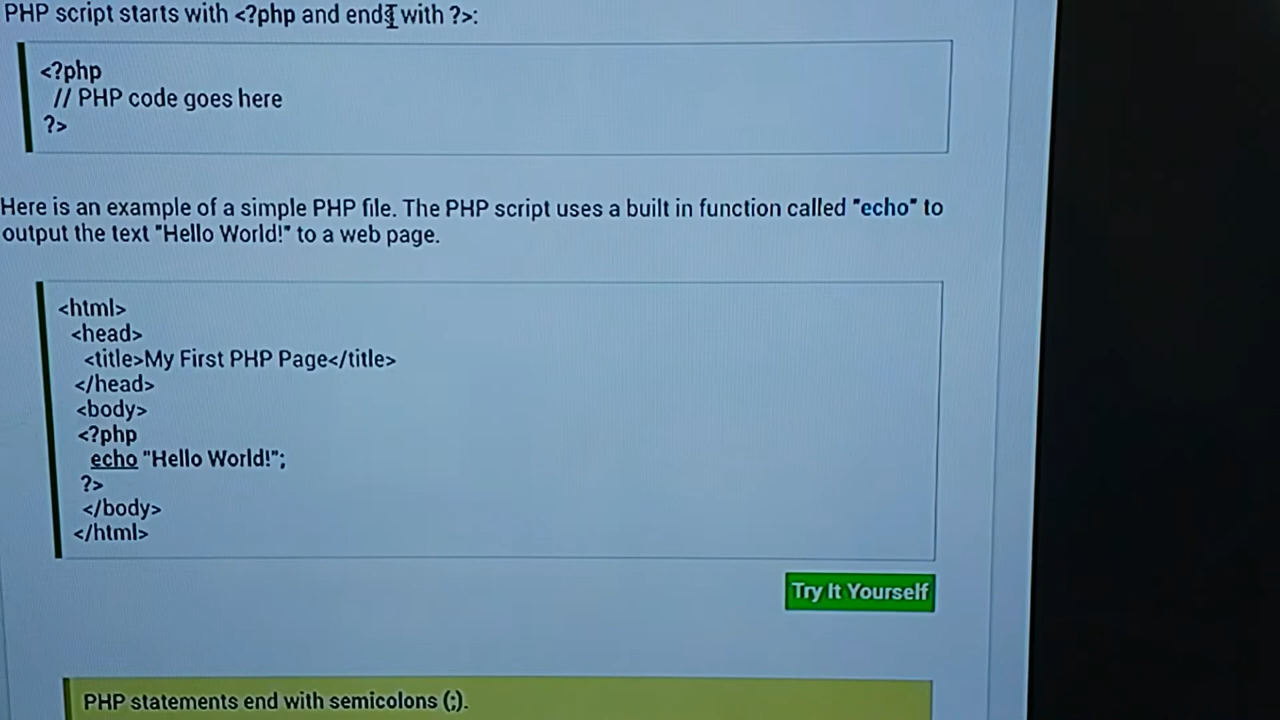 PHP script starts with <?php and ends with ?>:
<?php
// PHP code goes here
?>
Here is an example of a simple PHP file. The PHP script uses a built in function called "echo" to
output the text "Hello World!" to a web page.
<html>
<head>
<title>My First PHP Page</title>
</head>
<body>
<?php
echo "Hello World!";
?>
</body>
</html>
Try It Yourself
PHP statements end with semicolons (;).